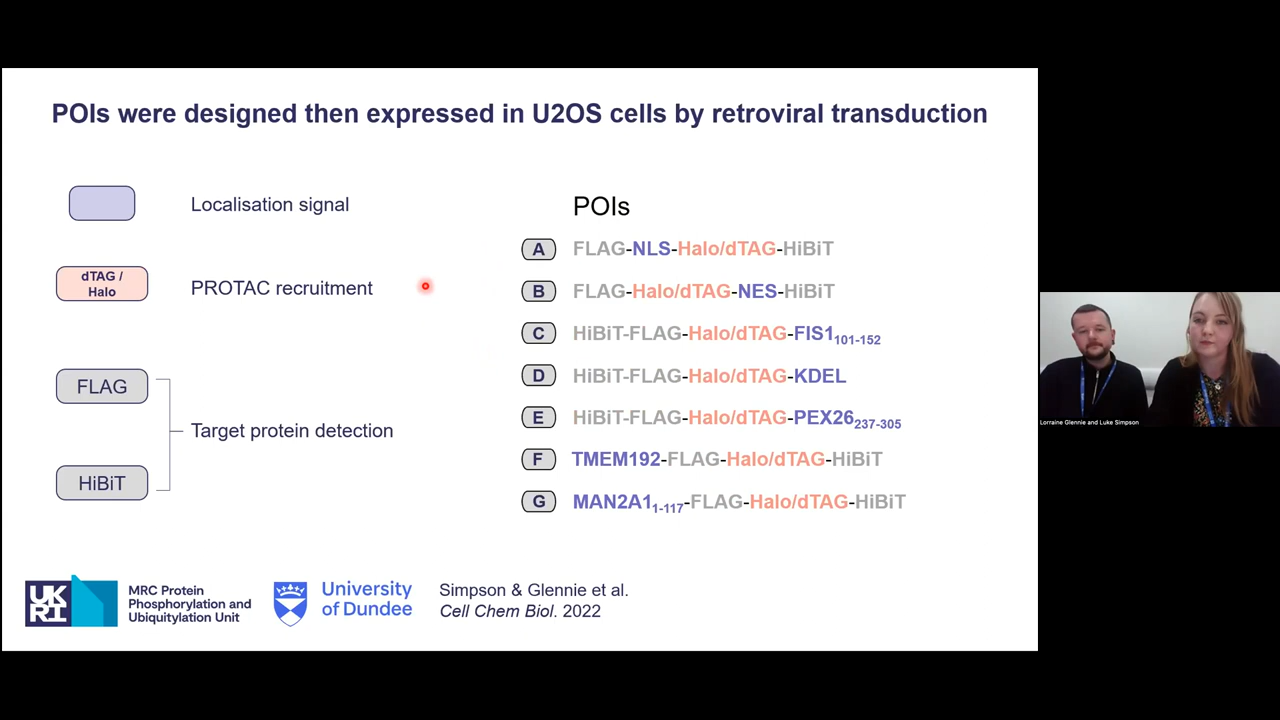 POIs were designed then expressed in U2OS cells by retroviral transduction
Localisation signal
dTAG /
Halo
PROTAC recruitment
FLAG
Target protein detection
HiBiT
POIs
A FLAG-NLS-Halo/dTAG-HiBiT
B FLAG-Halo/dTAG-NES-HiBiT
C HiBiT-FLAG-Halo/dTAG-FIS1101-152
D HiBiT-FLAG-Halo/dTAG-KDEL
E HiBiT-FLAG-Halo/dTAG-PEX26237-305
F TMEM192-FLAG-Halo/dTAG-HiBiT
G MAN2A11-117-FLAG-Halo/dTAG-HiBiT
UK
RI
MRC Protein
Phosphorylation and
Ubiquitylation Unit
University
of Dundee
Simpson & Glennie et al.
Cell Chem Biol. 2022
Lorraine Glennie and Luke Simpson